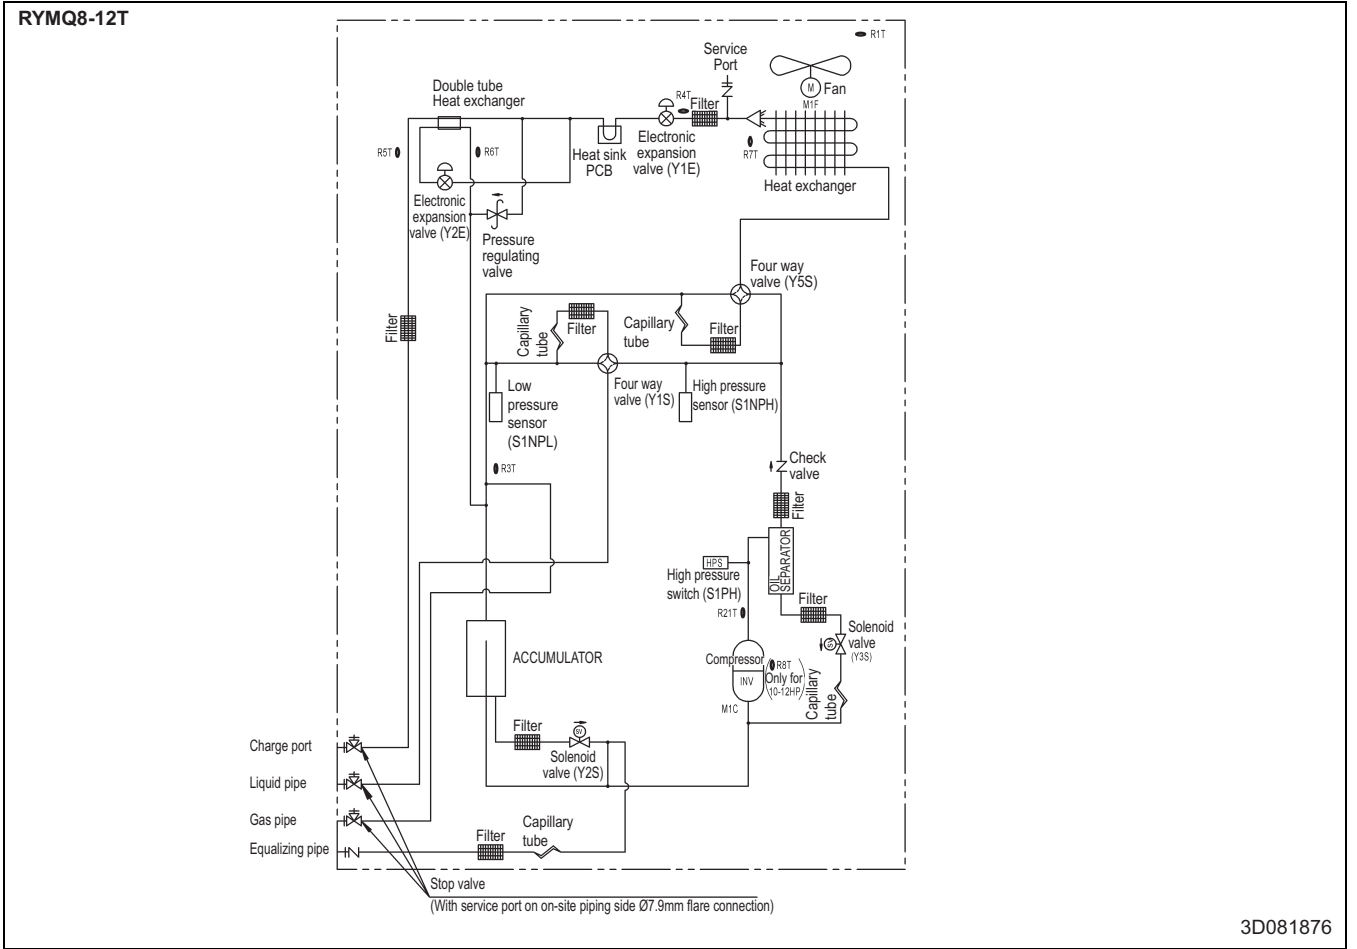 RYMQ8-12T
R1T
Service
Port
M
Fan
M1F
Double tube
Heat exchanger
R4T
Filter
R5T
R6T
Heat sink
PCB
Electronic
expansion
valve (Y1E)
R7T
Heat exchanger
Electronic
expansion
valve (Y2E)
Pressure
regulating
valve
Four way
valve (Y5S)
Filter
Capillary
tube
Filter
Capillary
tube
Filter
Four way
valve (Y1S)
Low
pressure
sensor
(S1NPL)
High pressure
sensor (S1NPH)
R3T
Check
valve
Filter
OIL
SEPARATOR
HPS
High pressure
switch (S1PH)
R21T
Filter
Solenoid
valve
(Y3S)
SV
ACCUMULATOR
Compressor
INV
R8T
Only for
10-12HP
M1C
Capillary
tube
Filter
SV
Solenoid
valve (Y2S)
Charge port
Liquid pipe
Gas pipe
Equalizing pipe
Filter
Capillary
tube
Stop valve
(With service port on on-site piping side Ø7.9mm flare connection)
3D081876